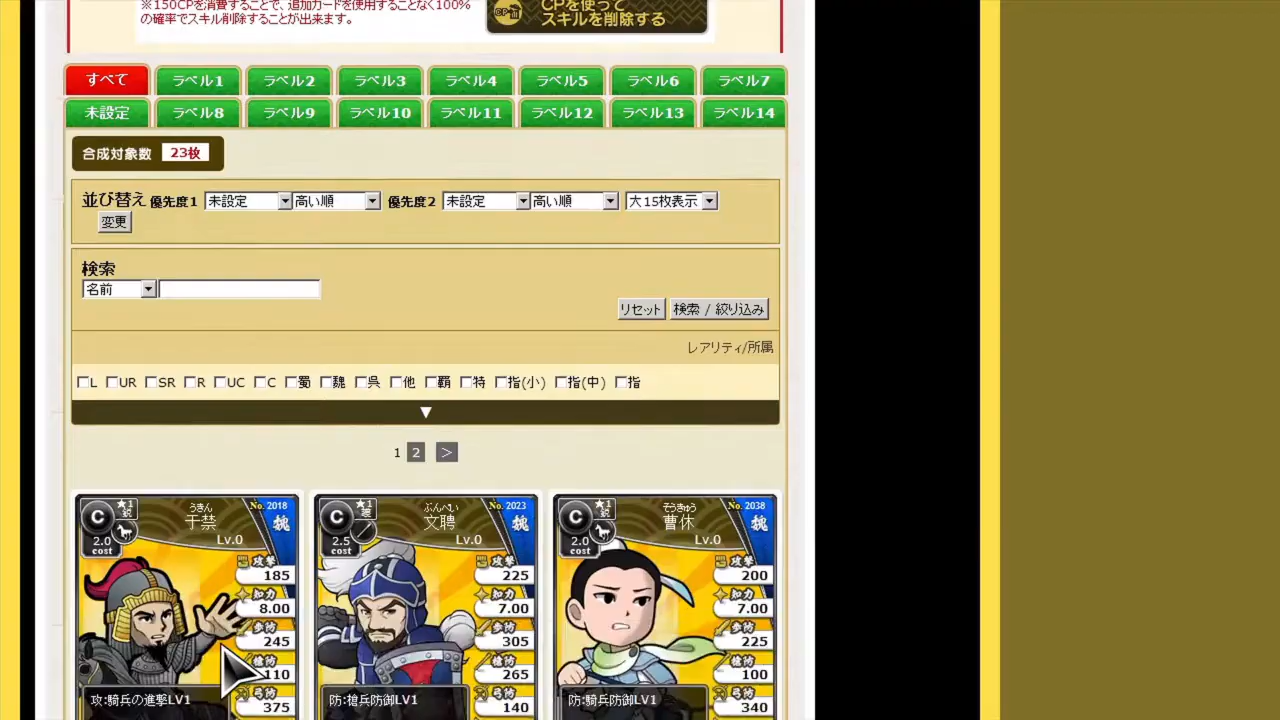 ※150CPを消費することで、追加カードを使用することなく100%
の確率でスキル削除することが出来ます。
CP CPを使って
スキルを削除する
すべて ラベル1 ラベル2 ラベル3 ラベル4 ラベル5 ラベル6 ラベル7
未設定 ラベル8 ラベル9 ラベル10 ラベル11 ラベル12 ラベル13 ラベル14
合成対象数 23枚
並び替え 優先度1 未設定 高い順 優先度2 未設定 高い順 大15枚表示
変更
検索
名前
リセット 検索 / 絞り込み
レアリティ/所属
L UR SR R UC C 蜀 魏 呉 他 覇 特 指(小) 指(中) 指
▼
1 2 >
C ★1 2.0 cost うきん 于禁 Lv.0 No. 2018 魏
攻撃 185
知力 8.00
歩防 245
槍防 110
弓防 375
攻:騎兵の進撃LV1
C ★1 2.5 cost ぶんぺい 文聘 Lv.0 No. 2023 魏
攻撃 225
知力 7.00
歩防 305
槍防 265
弓防 140
防:槍兵防御LV1
C ★1 2.0 cost そうきゅう 曹休 Lv.0 No. 2038 魏
攻撃 200
知力 7.00
歩防 225
槍防 100
弓防 340
防:騎兵防御LV1